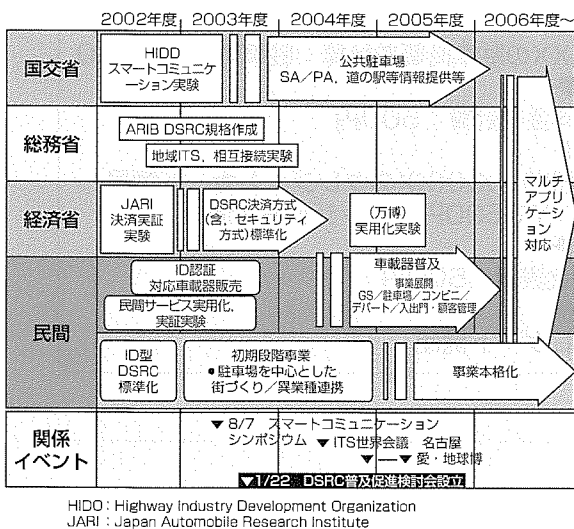 2002年度
2003年度
2004年度
2005年度
2006年度～
国交省
HIDD
スマートコミュニケ
ーション実験
公共駐車場
SA／PA，道の駅等情報提供等
総務省
ARIB DSRC規格作成
地域ITS、相互接続実験
経済省
JARI
決済実証
実験
DSRC決済方式
(含、セキュリティ
方式)標準化
(万博)
実用化実験
マルチ
アプリ
ケーシ
ョン
対応
民間
ID認証
対応車載器販売
民間サービス実用化、
実証実験
車載器普及
事業展開
GS／駐車場／コンビニ／
デパート／入出門・顧客管理
ID型
DSRC
標準化
初期段階事業
●駐車場を中心とした
街づくり／異業種連携
事業本格化
関係
イベント
▼8/7 スマートコミュニケーション
シンポジウム
▼ITS世界会議 名古屋
▼―▼愛・地球博
▼1/22 DSRC普及促進検討会設立
HIDO : Highway Industry Development Organization
JARI : Japan Automobile Research Institute